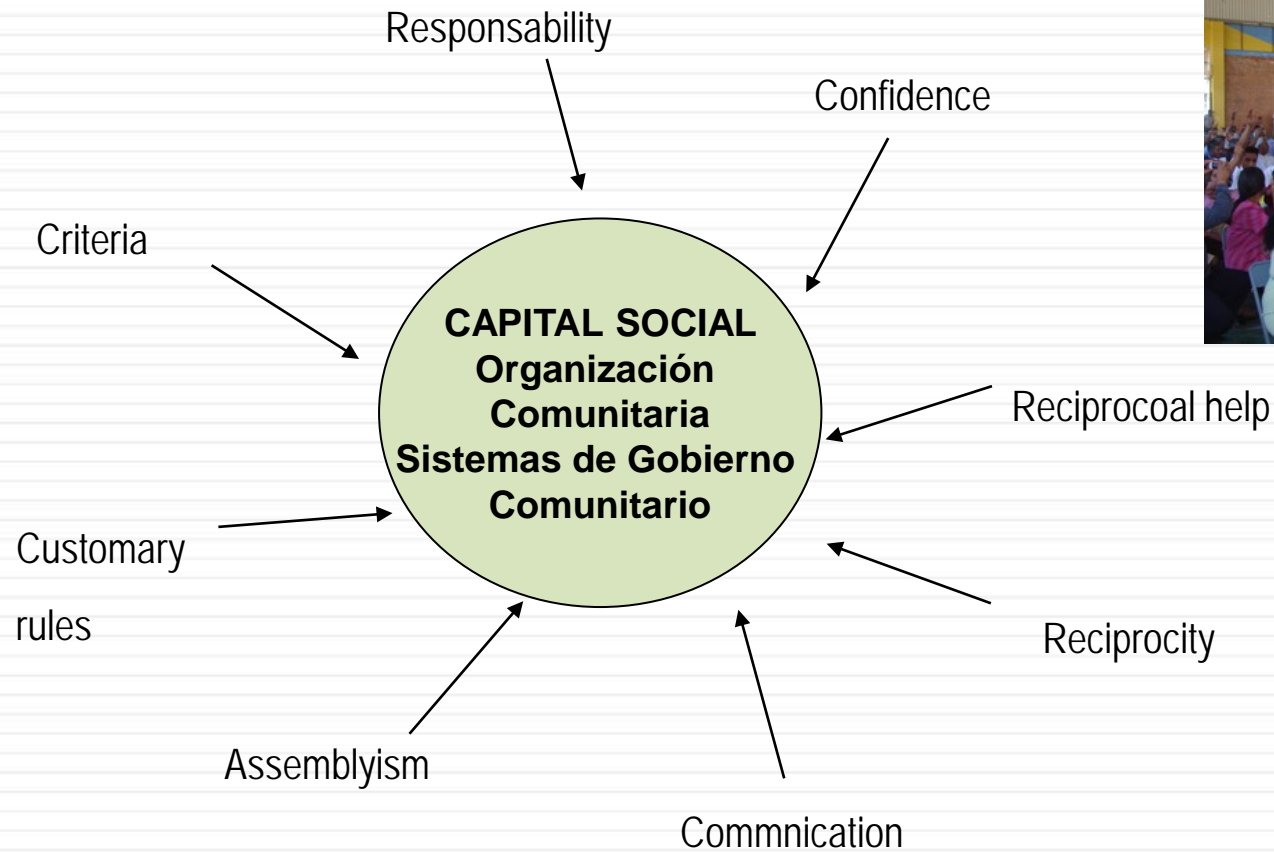 Responsability
Confidence
Criteria
CAPITAL SOCIAL
Organización
Comunitaria
Sistemas de Gobierno
Comunitario
Reciprocoal help
Customary
rules
Reciprocity
Assemblyism
Commnication